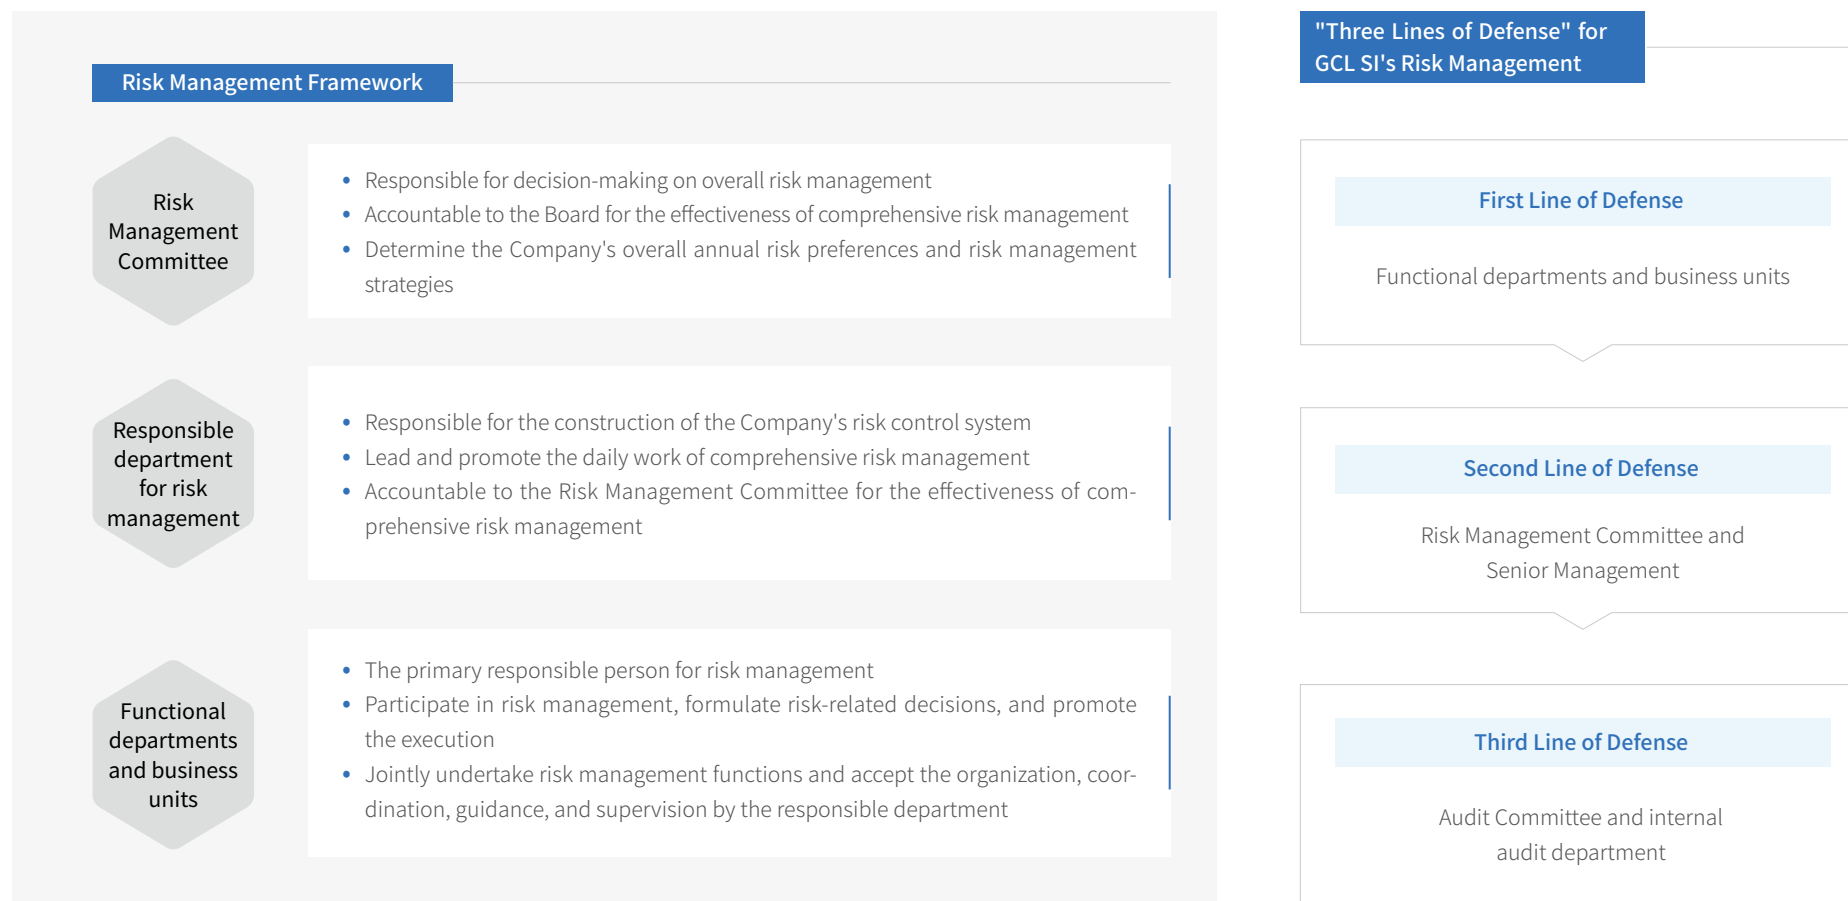 Risk Management Framework
Risk
Management
Committee
• Responsible for decision-making on overall risk management
• Accountable to the Board for the effectiveness of comprehensive risk management
• Determine the Company's overall annual risk preferences and risk management
strategies
Responsible
department
for risk
management
• Responsible for the construction of the Company's risk control system
• Lead and promote the daily work of comprehensive risk management
• Accountable to the Risk Management Committee for the effectiveness of com-
prehensive risk management
Functional
departments
and business
units
• The primary responsible person for risk management
• Participate in risk management, formulate risk-related decisions, and promote
the execution
• Jointly undertake risk management functions and accept the organization, coor-
dination, guidance, and supervision by the responsible department
"Three Lines of Defense" for
GCL SI's Risk Management
First Line of Defense
Functional departments and business units
Second Line of Defense
Risk Management Committee and
Senior Management
Third Line of Defense
Audit Committee and internal
audit department